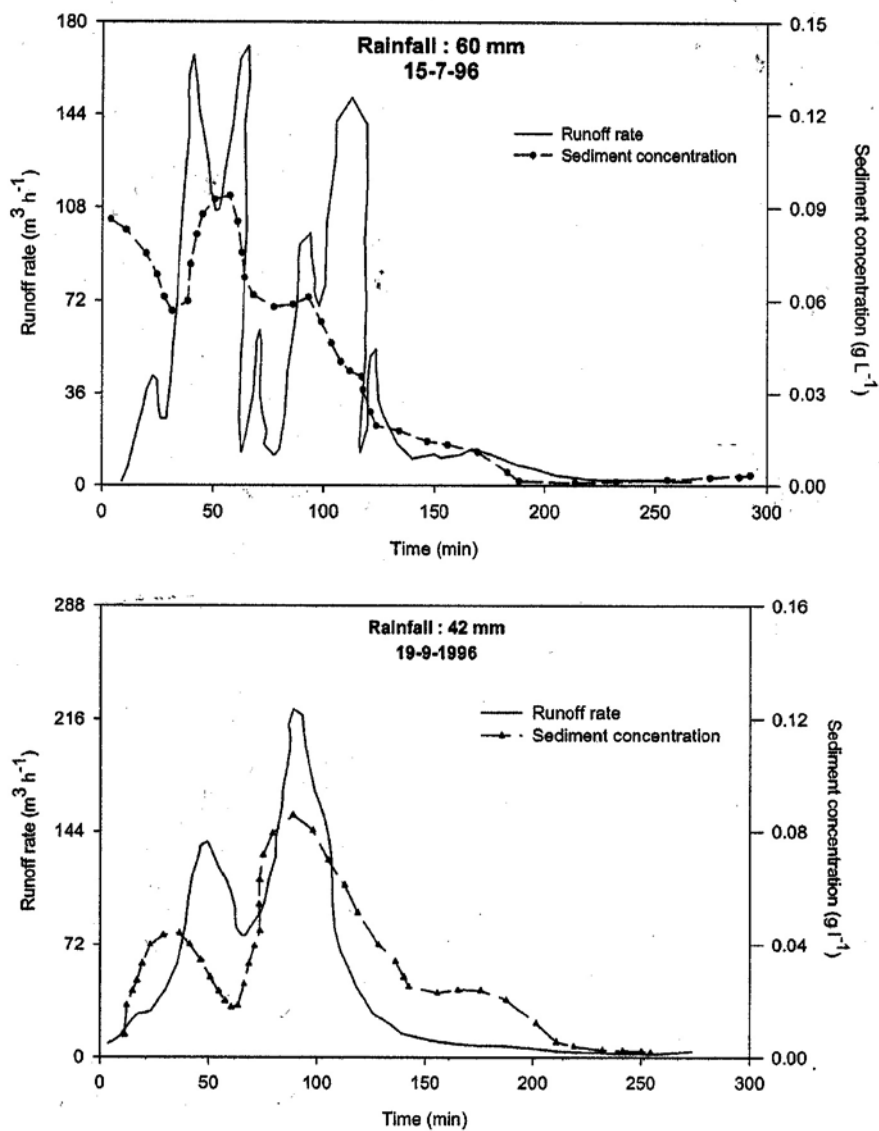 Rainfall : 60 mm
15-7-96
Runoff rate
Sediment concentration
Runoff rate (m³ h⁻¹)
180
144
108
72
36
0
Sediment concentration (g L⁻¹)
0.15
0.12
0.09
0.06
0.03
0.00
0 50 100 150 200 250 300
Time (min)
Rainfall : 42 mm
19-9-1996
Runoff rate
Sediment concentration
Runoff rate (m³ h⁻¹)
288
216
144
72
0
Sediment concentration (g l⁻¹)
0.16
0.12
0.08
0.04
0.00
0 50 100 150 200 250 300
Time (min)